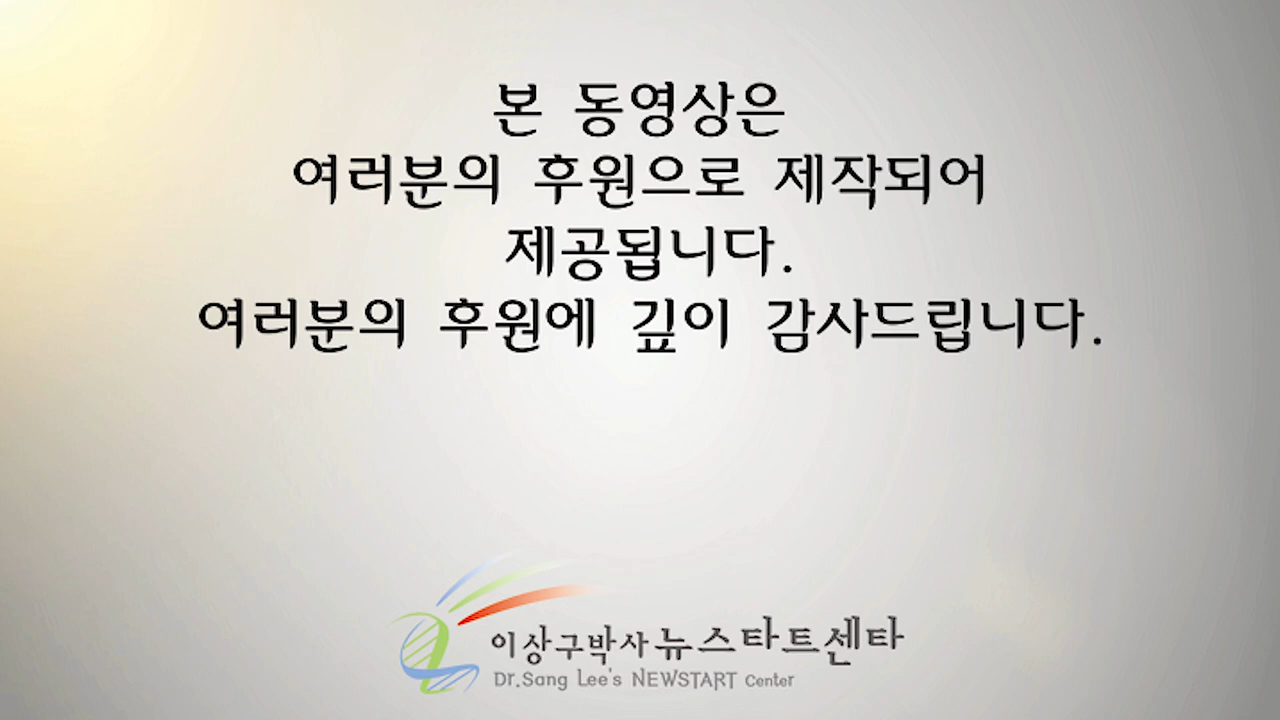 본 동영상은
여러분의 후원으로 제작되어
제공됩니다.
여러분의 후원에 깊이 감사드립니다.
이상구박사뉴스타트센타
Dr.Sang Lee's NEWSTART Center